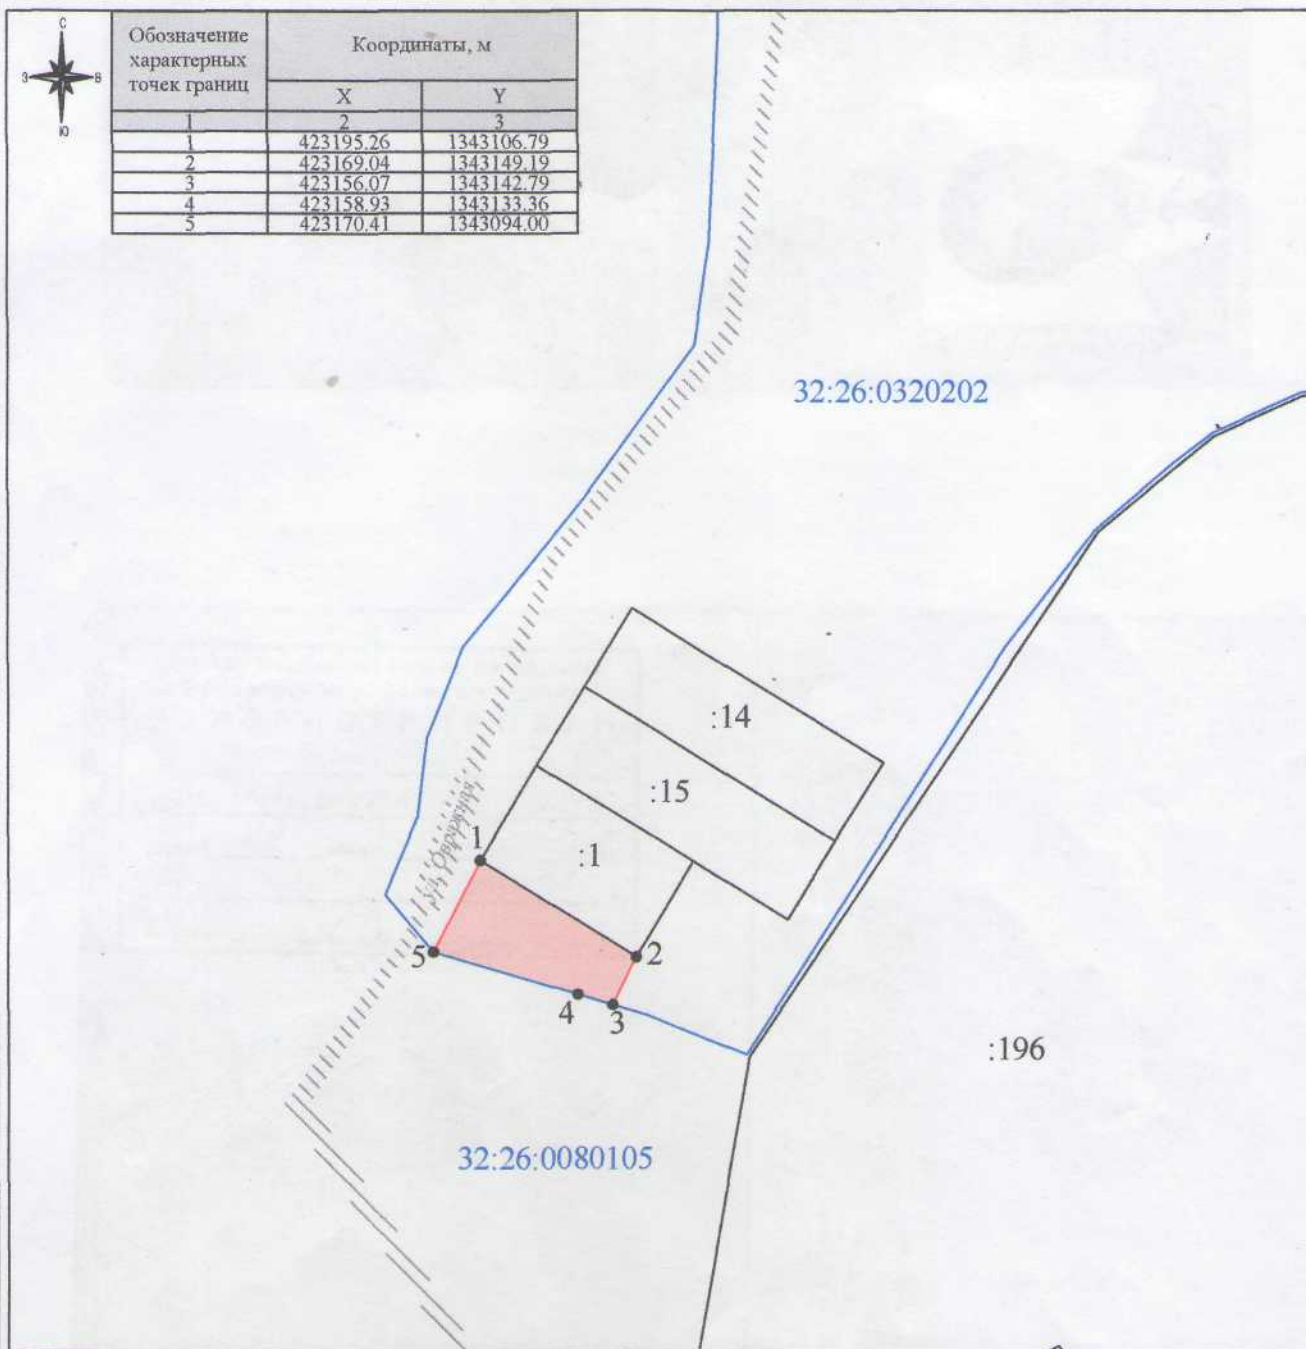 С
З В
Ю
Обозначение характерных точек границ
Координаты, м
X Y
1 2 3
1 423195.26 1343106.79
2 423169.04 1343149.19
3 423156.07 1343142.79
4 423158.93 1343133.36
5 423170.41 1343094.00
32:26:0320202
:14
:15
:1
1
ул. Овражная
2
5
4
3
:196
32:26:0080105